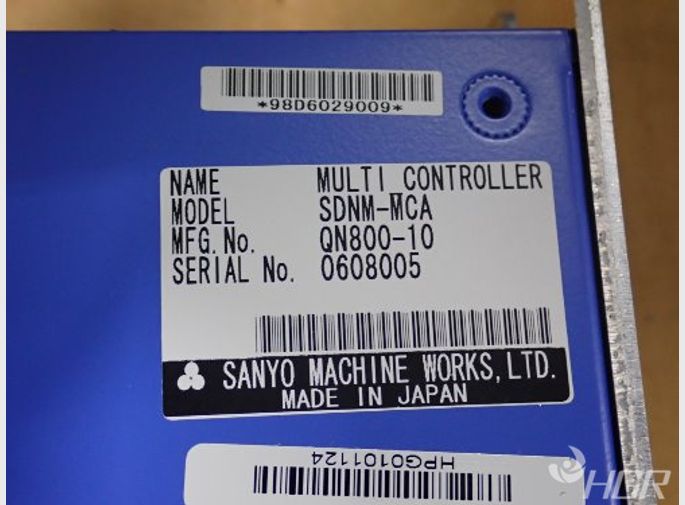 *98D6029009*
NAME MULTI CONTROLLER
MODEL SDNM-MCA
MFG.No. QN800-10
SERIAL No. 0608005
SANYO MACHINE WORKS,LTD.
MADE IN JAPAN
HPG0101124
HGR